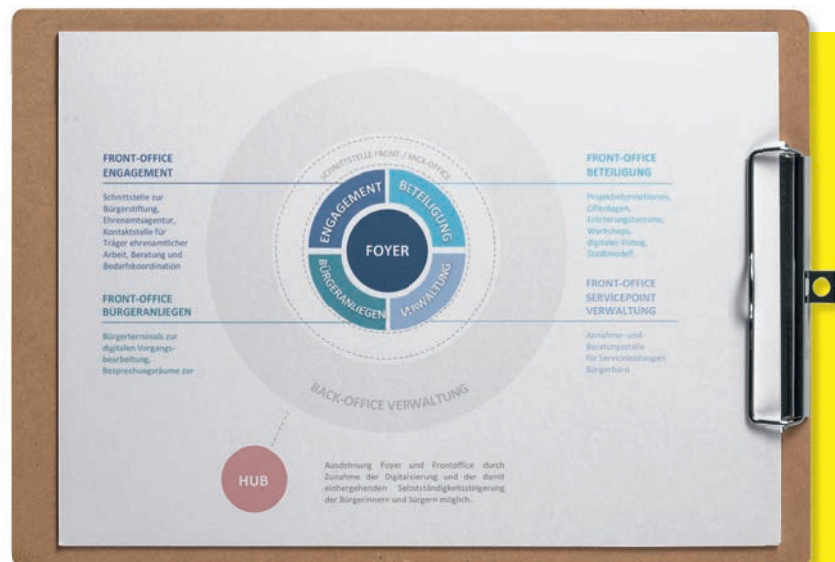 FRONT-OFFICE
ENGAGEMENT
Schnittstelle zur
Bürgerstiftung,
Ehrenamtsagentur,
Kontaktstelle für
Träger ehrenamtlicher
Arbeit, Beratung und
Bedarfskoordination
FRONT-OFFICE
BÜRGERANLIEGEN
Bürgerterminals zur
digitalen Vorgangs-
bearbeitung,
Besprechungsräume zur
SCHNITTSTELLE FRONT-/ BACK-OFFICE
ENGAGEMENT
BETEILIGUNG
FOYER
BÜRGERANLIEGEN
VERWALTUNG
BACK-OFFICE VERWALTUNG
FRONT-OFFICE
BETEILIGUNG
Projektinformationen,
Offenlagen,
Erörterungstermine,
Workshops,
digitaler Voting,
Stadtmodell
FRONT-OFFICE
SERVICEPOINT
VERWALTUNG
Annahme- und
Beratungsstelle
für Serviceleistungen
Bürgerbüro
HUB
Ausdehnung Foyer und Frontoffice durch
Zunahme der Digitalisierung und der damit
einhergehenden Selbstständigkeitssteigerung
der Bürgerinnen und Sürgern möglich.